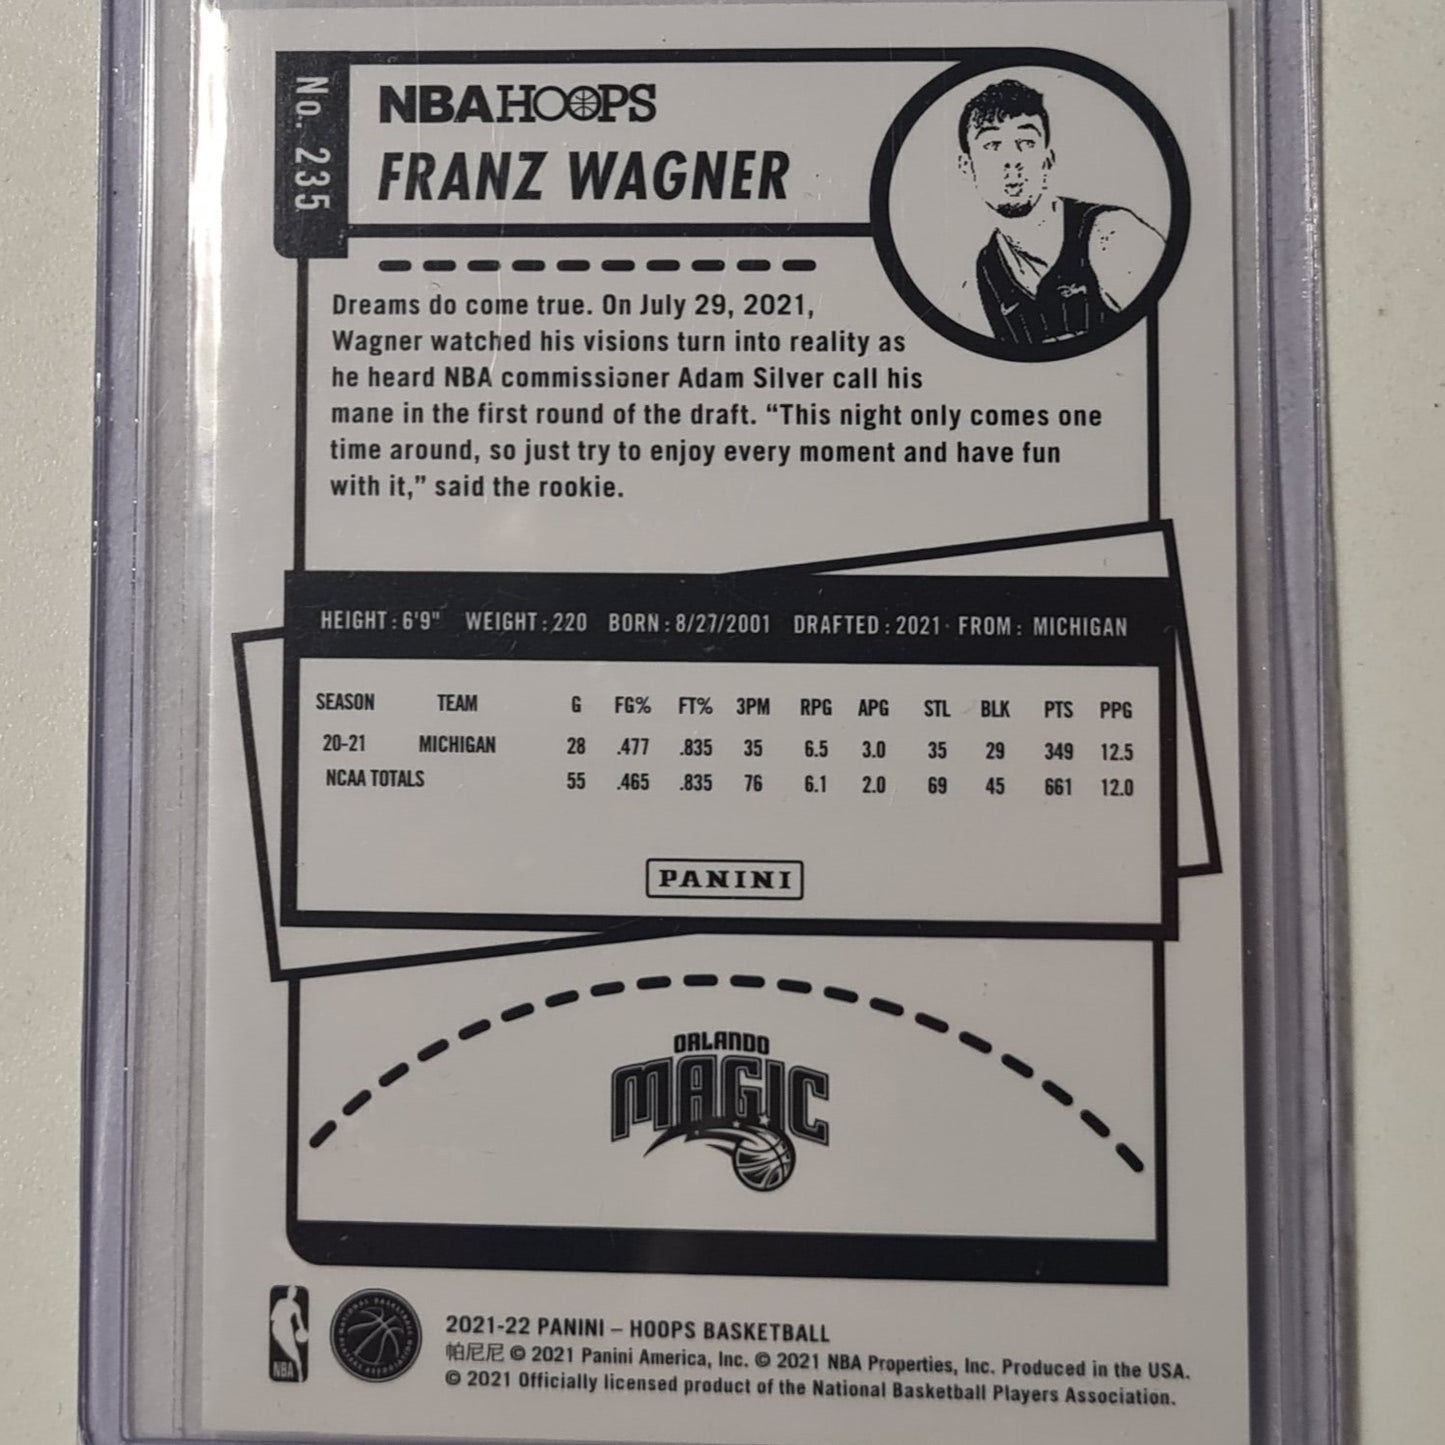 No. 235
NBA HOOPS
FRANZ WAGNER
Dreams do come true. On July 29, 2021,
Wagner watched his visions turn into reality as
he heard NBA commissioner Adam Silver call his
mane in the first round of the draft. “This night only comes one
time around, so just try to enjoy every moment and have fun
with it,” said the rookie.
HEIGHT: 6'9" WEIGHT: 220 BORN: 8/27/2001 DRAFTED: 2021 FROM: MICHIGAN
SEASON TEAM G FG% FT% 3PM RPG APG STL BLK PTS PPG
20-21 MICHIGAN 28 .477 .835 35 6.5 3.0 35 29 349 12.5
NCAA TOTALS 55 .465 .835 76 6.1 2.0 69 45 661 12.0
PANINI
ORLANDO
MAGIC
NBA
NATIONAL BASKETBALL
PLAYERS ASSOCIATION
2021-22 PANINI – HOOPS BASKETBALL
帕尼尼 © 2021 Panini America, Inc. © 2021 NBA Properties, Inc. Produced in the USA.
© 2021 Officially licensed product of the National Basketball Players Association.